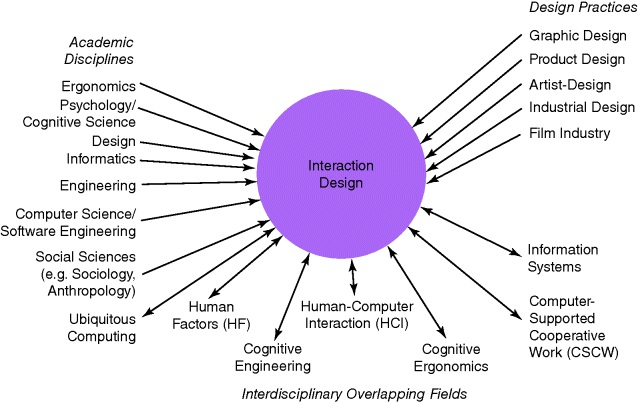 Academic
Disciplines
Ergonomics
Psychology/
Cognitive Science
Design
Informatics
Engineering
Computer Science/
Software Engineering
Social Sciences
(e.g. Sociology,
Anthropology)
Ubiquitous
Computing
Design Practices
Graphic Design
Product Design
Artist-Design
Industrial Design
Film Industry
Interaction
Design
Human
Factors (HF)
Cognitive
Engineering
Human-Computer
Interaction (HCI)
Cognitive
Ergonomics
Information
Systems
Computer-
Supported
Cooperative
Work (CSCW)
Interdisciplinary Overlapping Fields